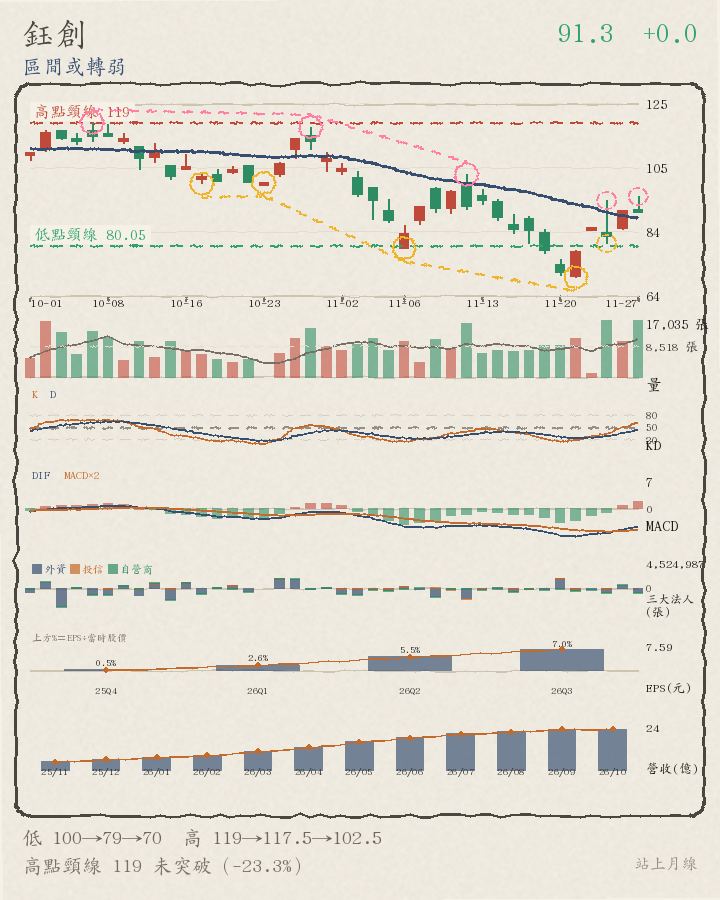 鈺創
91.3 +0.0
區間或轉弱
高點頸線 119
125
105
低點頸線 80.05
84
64
10-01 10-08 10-16 10-23 11-02 11-06 11-13 11-20 11-27
17,035 張
8,518 張
量
K D
80
50
20
KD
DIF MACD×2
7
0
MACD
外資 投信 自營商
4,524,987
0
三大法人
(張)
上方%=EPS÷當時股價
0.5% 2.6% 5.5% 7.0%
7.59
25Q4 26Q1 26Q2 26Q3
EPS(元)
24
25/11 25/12 26/01 26/02 26/03 26/04 26/05 26/06 26/07 26/08 26/09 26/10
營收(億)
低 100→79→70 高 119→117.5→102.5
高點頸線 119 未突破 (-23.3%)
站上月線